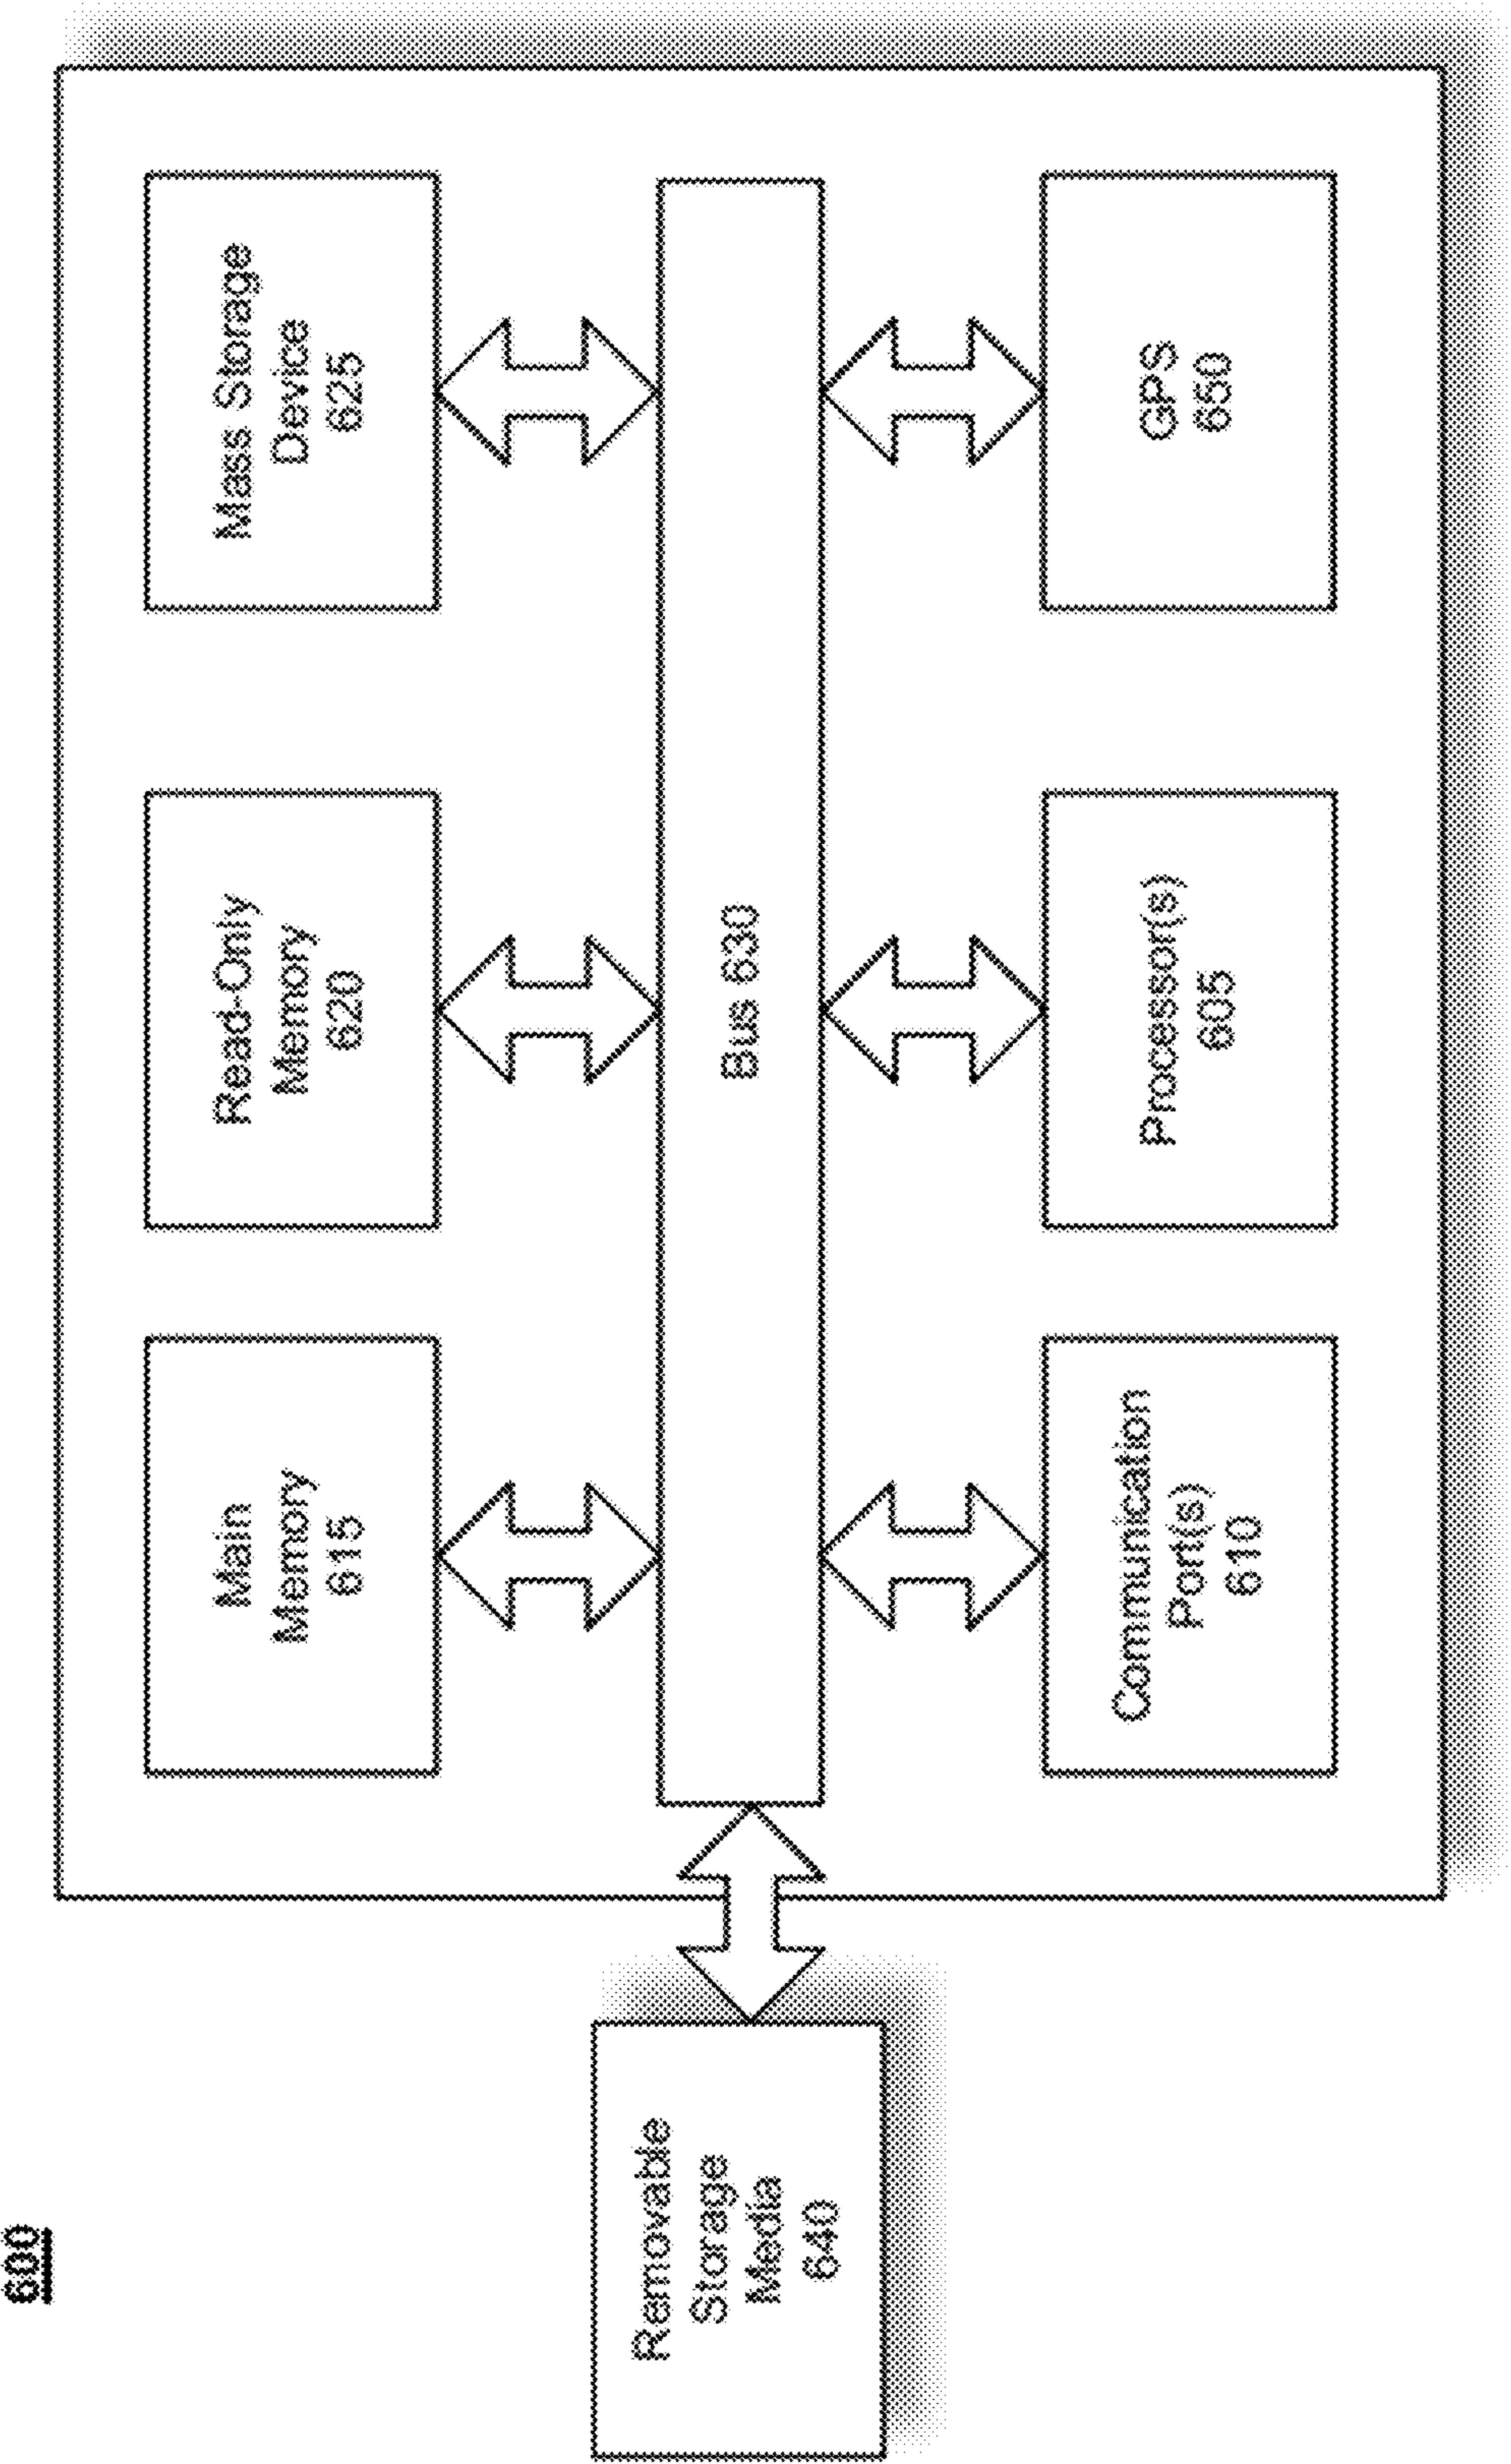 600
Main
Memory
615
Read-Only
Memory
620
Mass Storage
Device
625
Removable
Storage
Media
640
Bus 630
Communication
Port(s)
610
Processor(s)
605
GPS
650